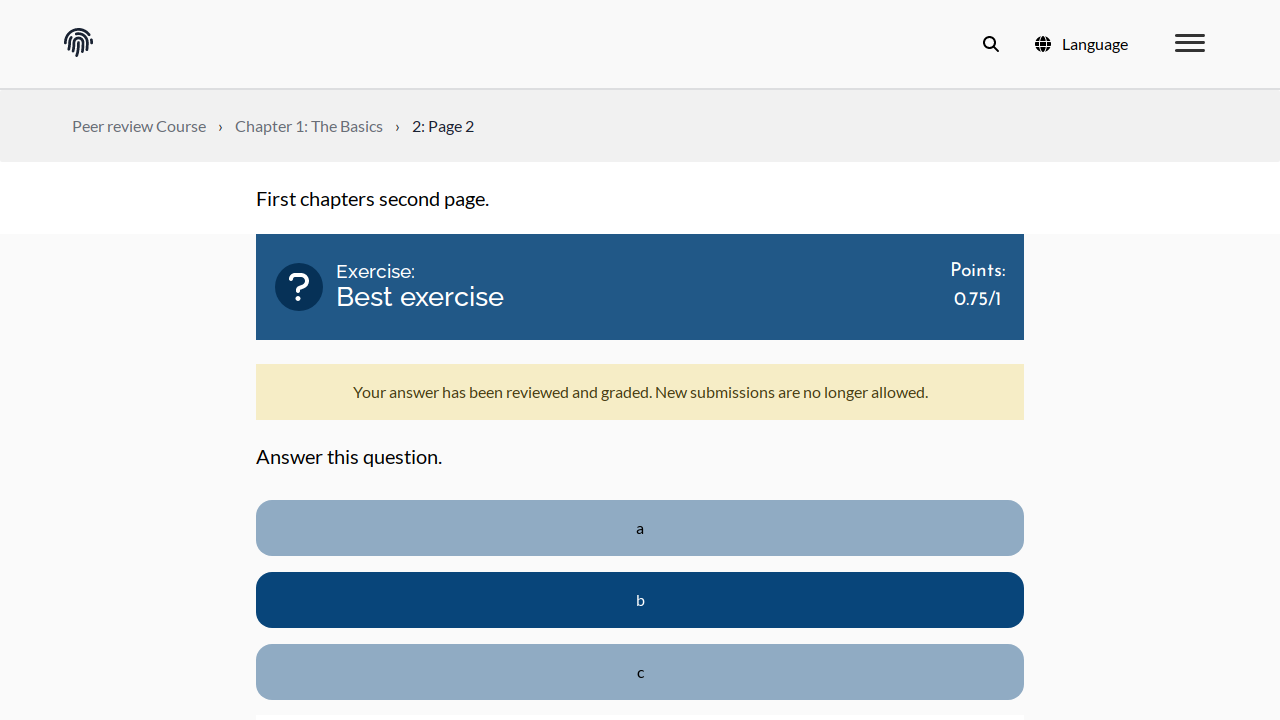 Language
Peer review Course › Chapter 1: The Basics › 2: Page 2
First chapters second page.
?
Exercise:
Best exercise
Points:
0.75/1
Your answer has been reviewed and graded. New submissions are no longer allowed.
Answer this question.
a
b
c